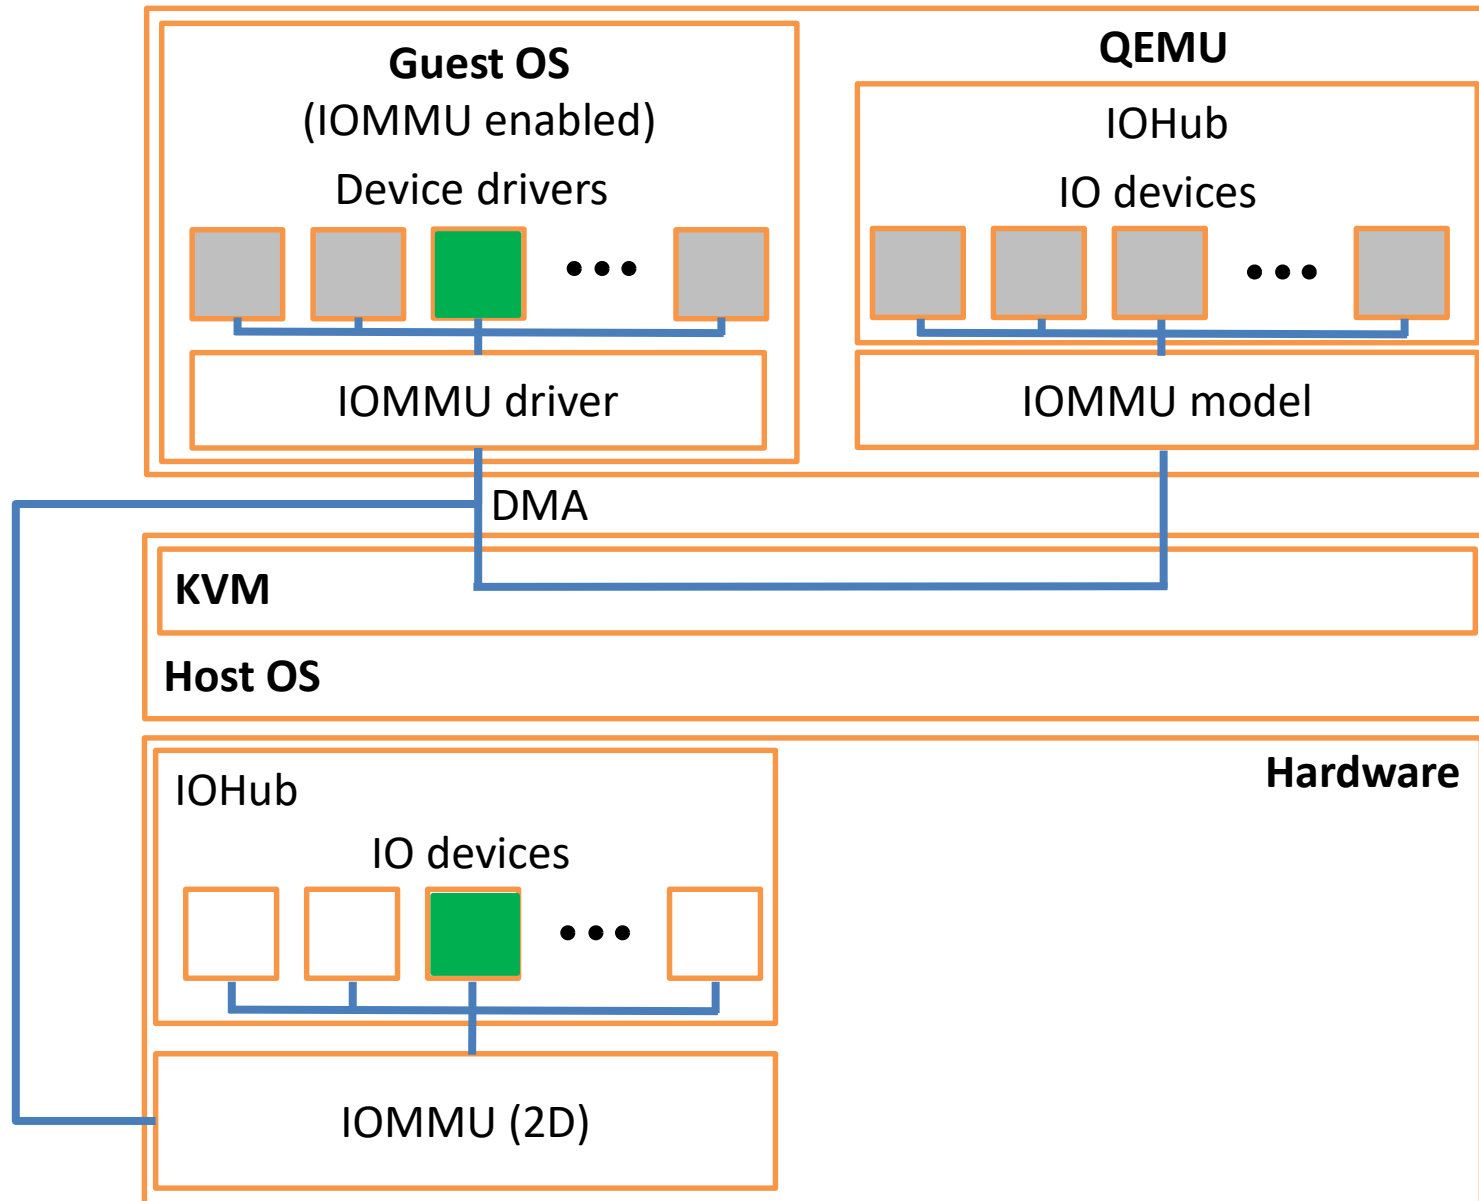 Guest OS
(IOMMU enabled)
Device drivers
IOMMU driver
QEMU
IOHub
IO devices
IOMMU model
DMA
KVM
Host OS
Hardware
IOHub
IO devices
IOMMU (2D)